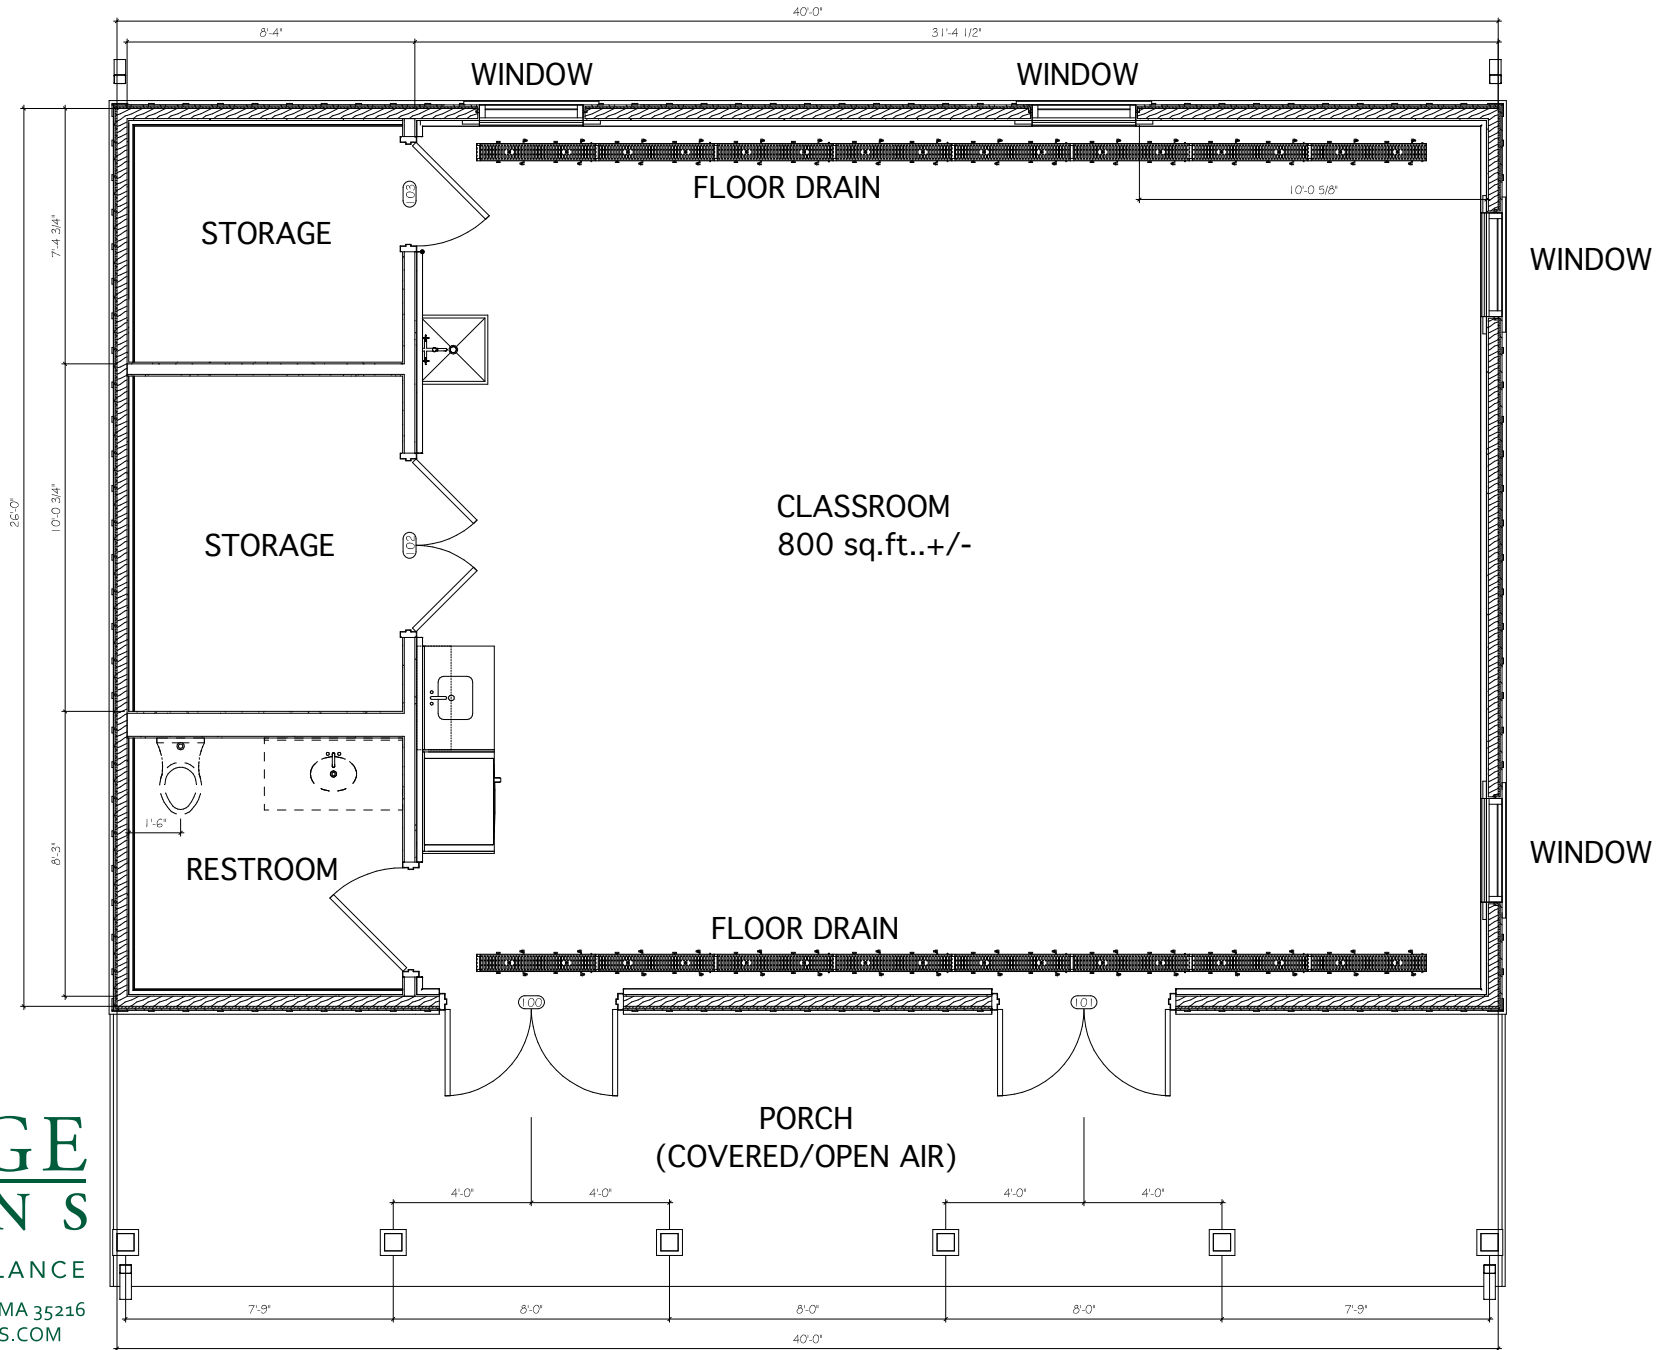 40'-0"
8'-4"
31'-4 1/2"
WINDOW
WINDOW
FLOOR DRAIN
103
10'-0 5/8"
STORAGE
7'-4 3/4"
WINDOW
26'-0"
10'-0 3/4"
CLASSROOM
800 sq.ft..+/-
STORAGE
102
1'-6"
8'-3"
RESTROOM
WINDOW
FLOOR DRAIN
100
101
PORCH
(COVERED/OPEN AIR)
GE
NS
LANCE
MA 35216
S.COM
4'-0"
4'-0"
4'-0"
4'-0"
7'-9"
8'-0"
8'-0"
8'-0"
7'-9"
40'-0"